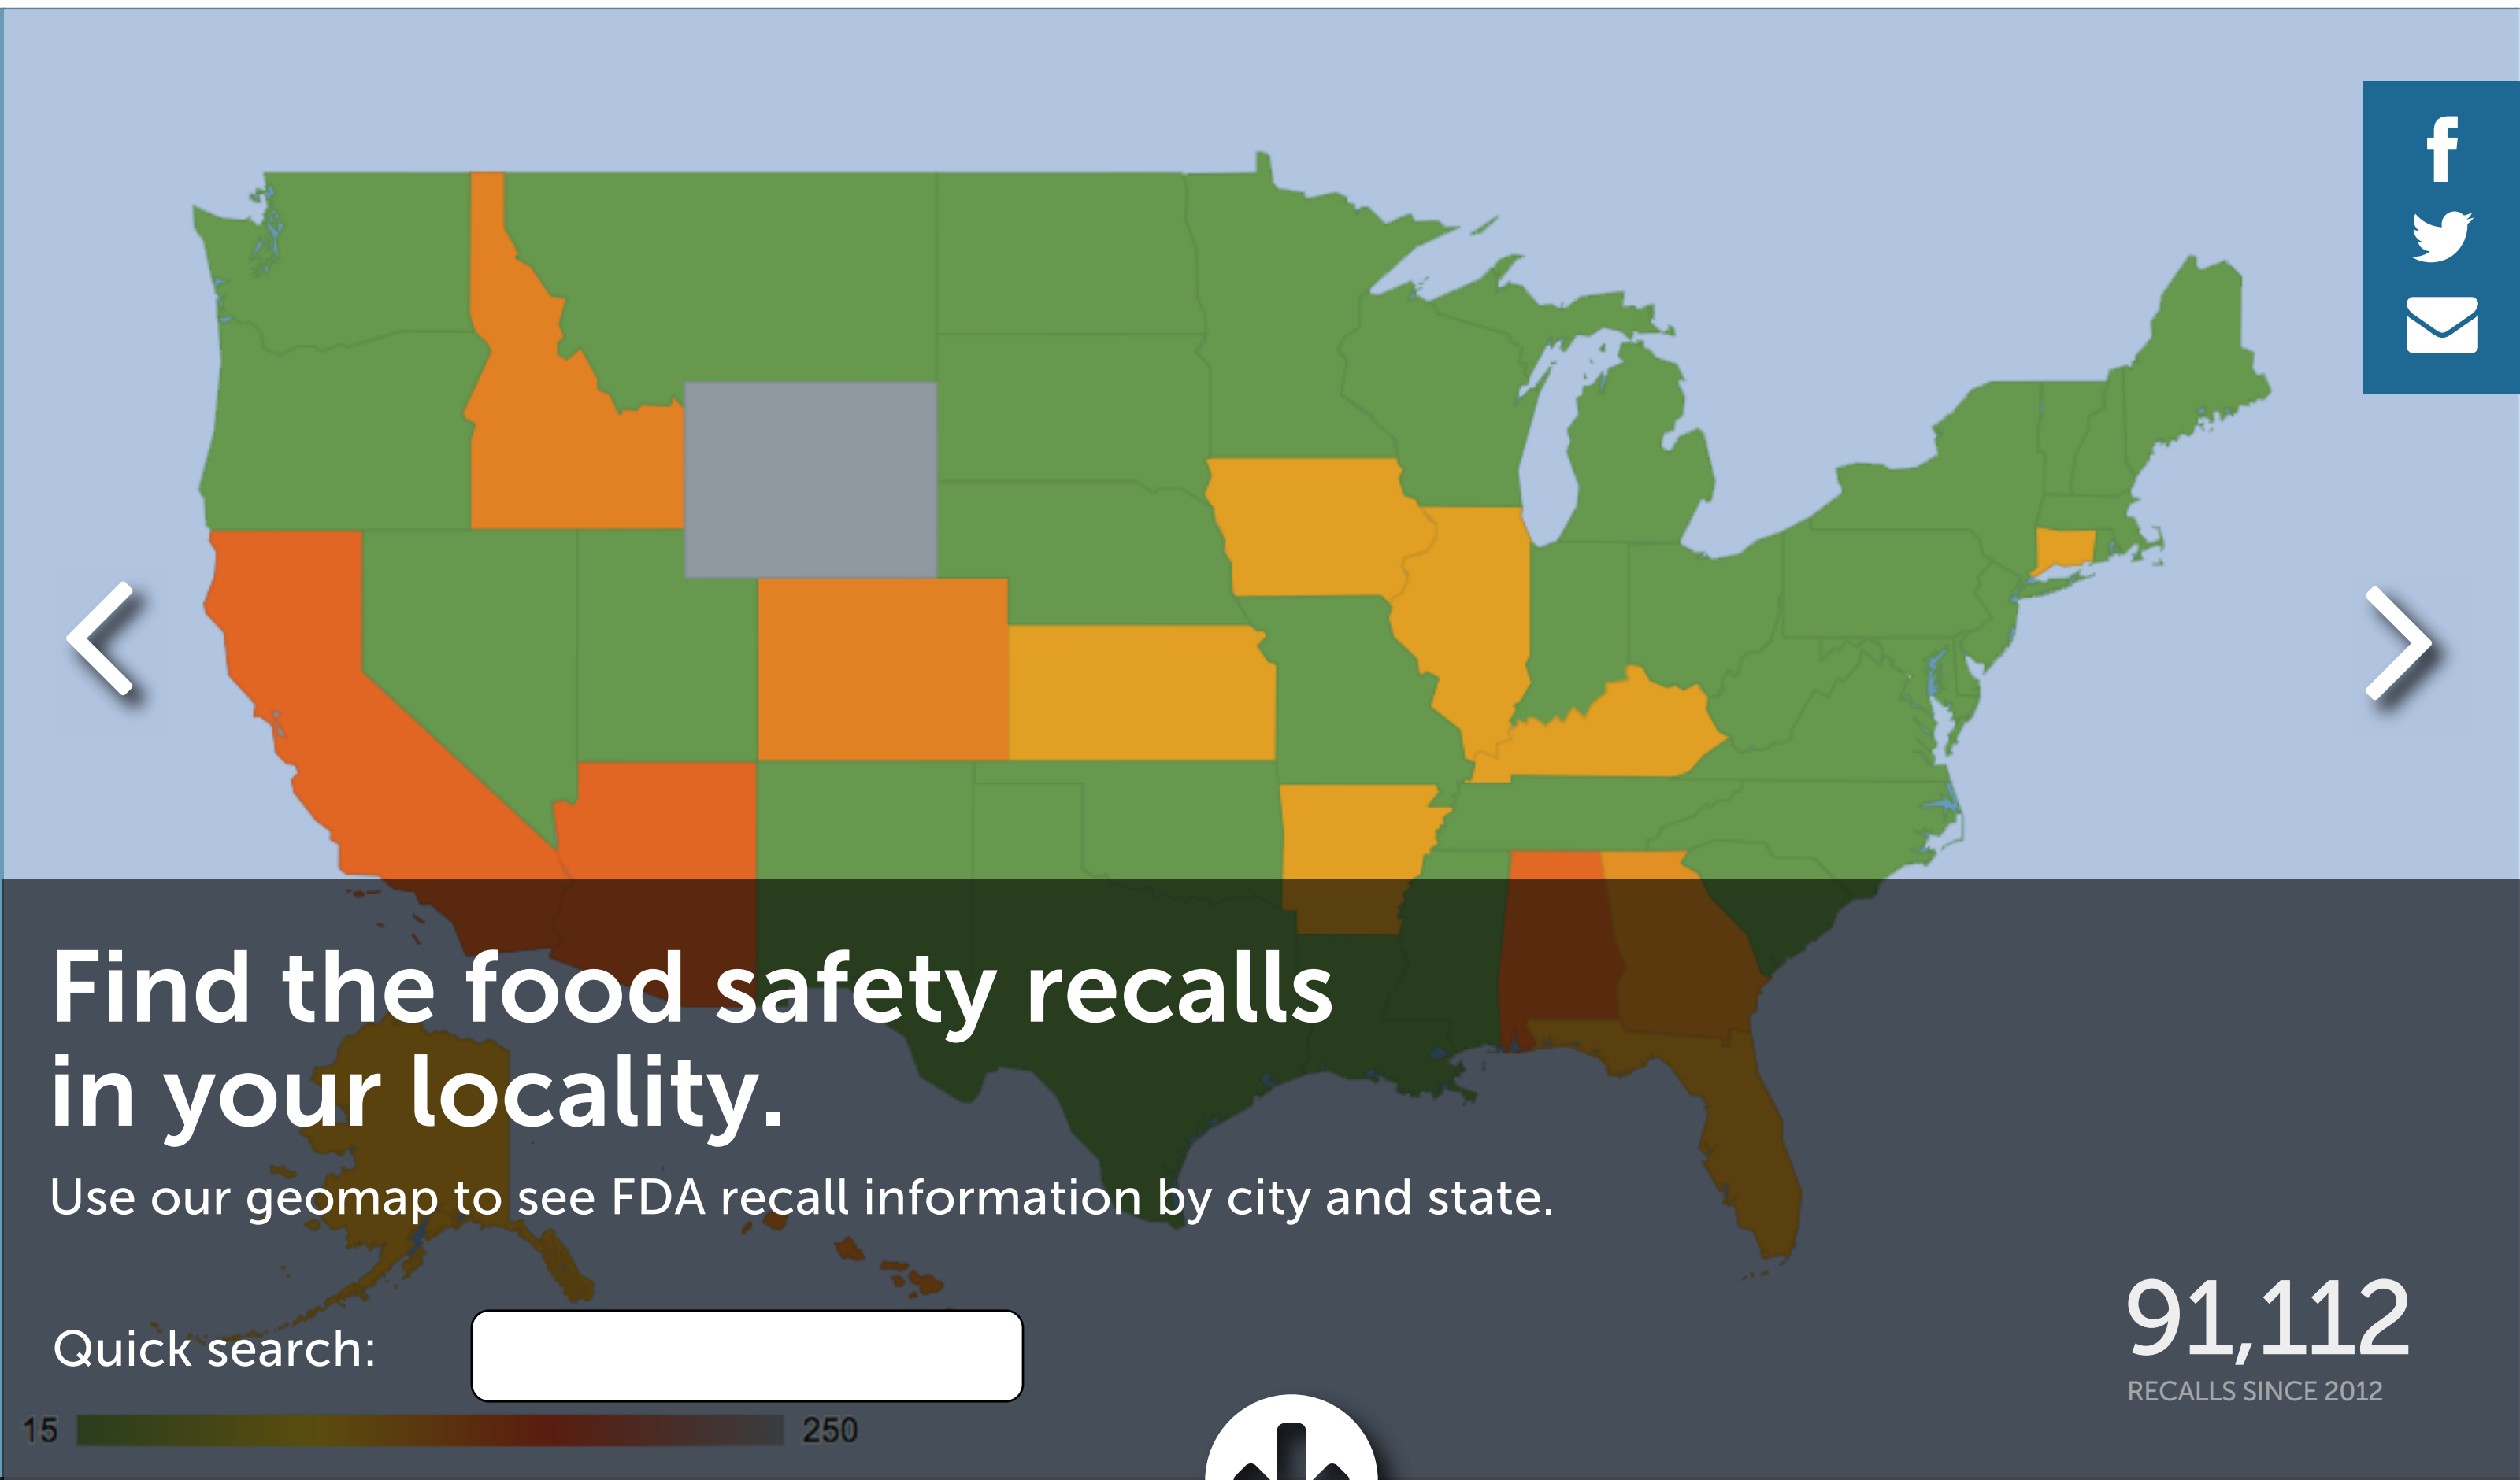 Find the food safety recalls
in your locality.
Use our geomap to see FDA recall information by city and state.
Quick search:
15 250
91,112
RECALLS SINCE 2012